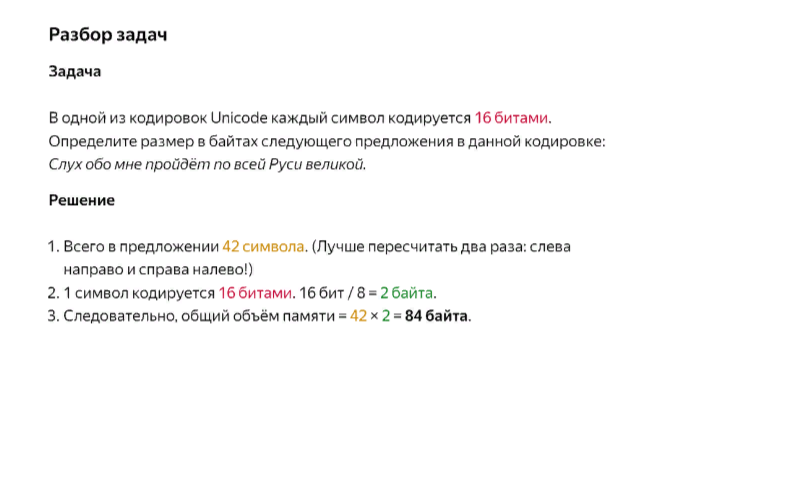 Разбор задач
Задача
В одной из кодировок Unicode каждый символ кодируется 16 битами.
Определите размер в байтах следующего предложения в данной кодировке:
Слух обо мне пройдёт по всей Руси великой.
Решение
1. Всего в предложении 42 символа. (Лучше пересчитать два раза: слева
направо и справа налево!)
2. 1 символ кодируется 16 битами. 16 бит / 8 = 2 байта.
3. Следовательно, общий объём памяти = 42 × 2 = 84 байта.